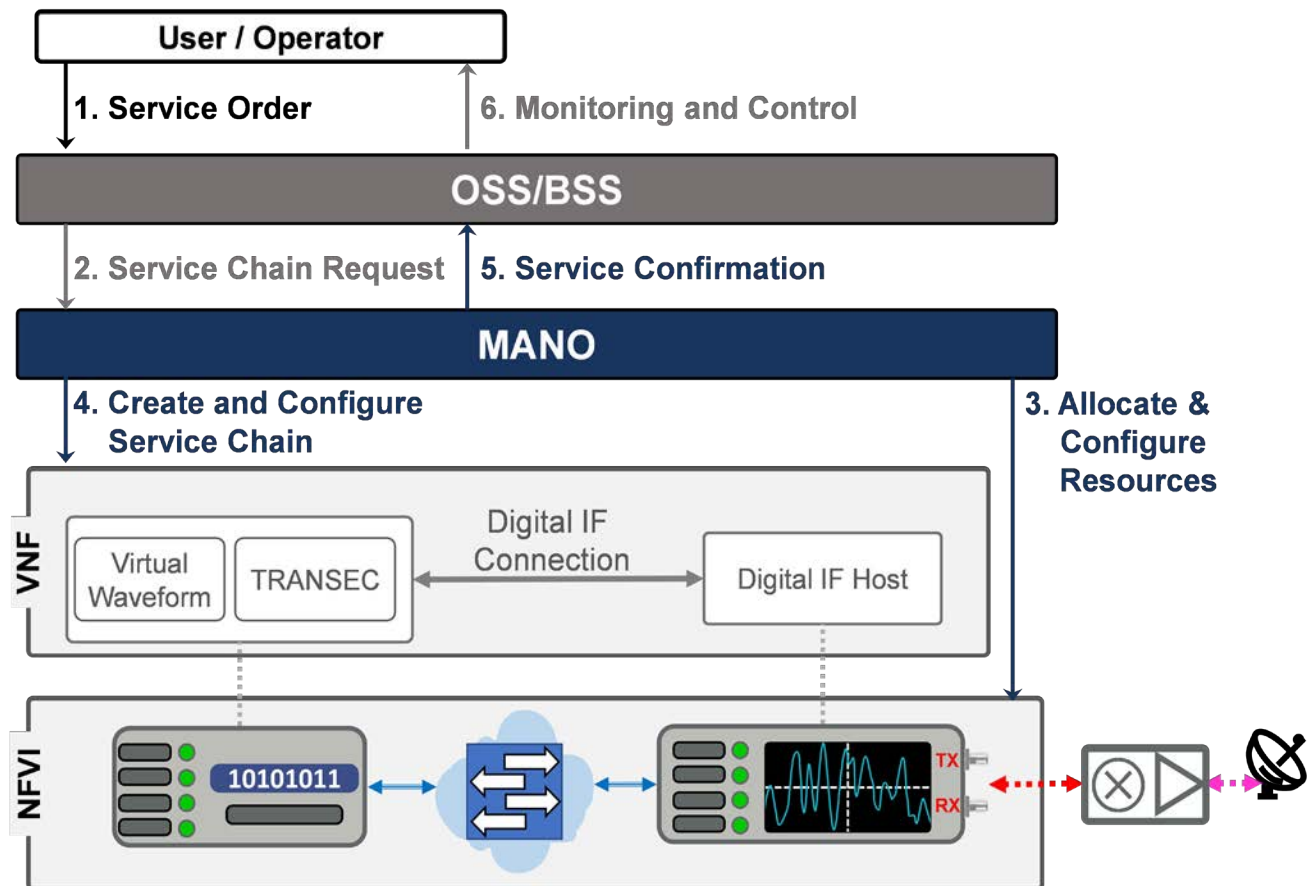 User / Operator
1. Service Order
6. Monitoring and Control
OSS/BSS
2. Service Chain Request
5. Service Confirmation
MANO
4. Create and Configure
Service Chain
3. Allocate &
Configure
Resources
VNF
Virtual
Waveform
TRANSEC
Digital IF
Connection
Digital IF Host
NFVI
10101011
TX
RX